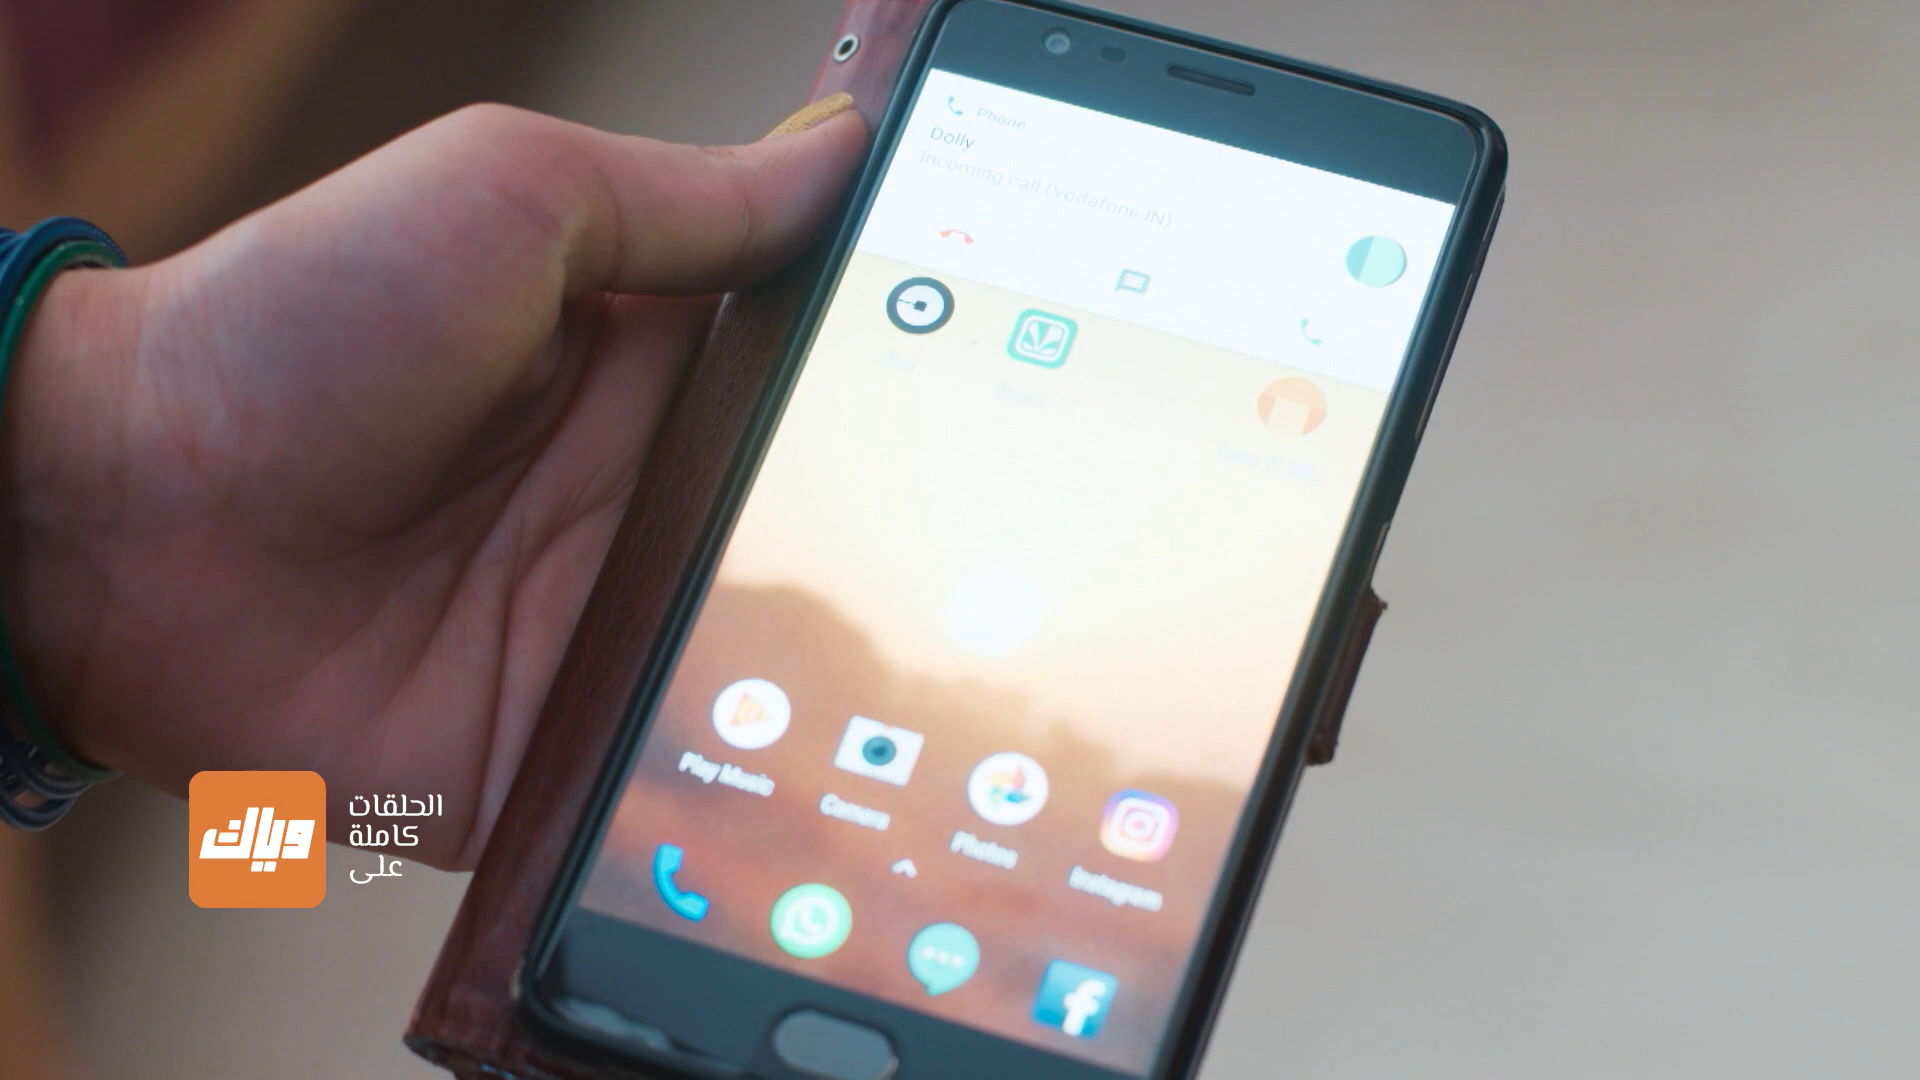 Phone
Dolly
Incoming call (Vodafone IN)
Play Music
Camera
Photos
Instagram
وياك
الحلقات
كاملة
على